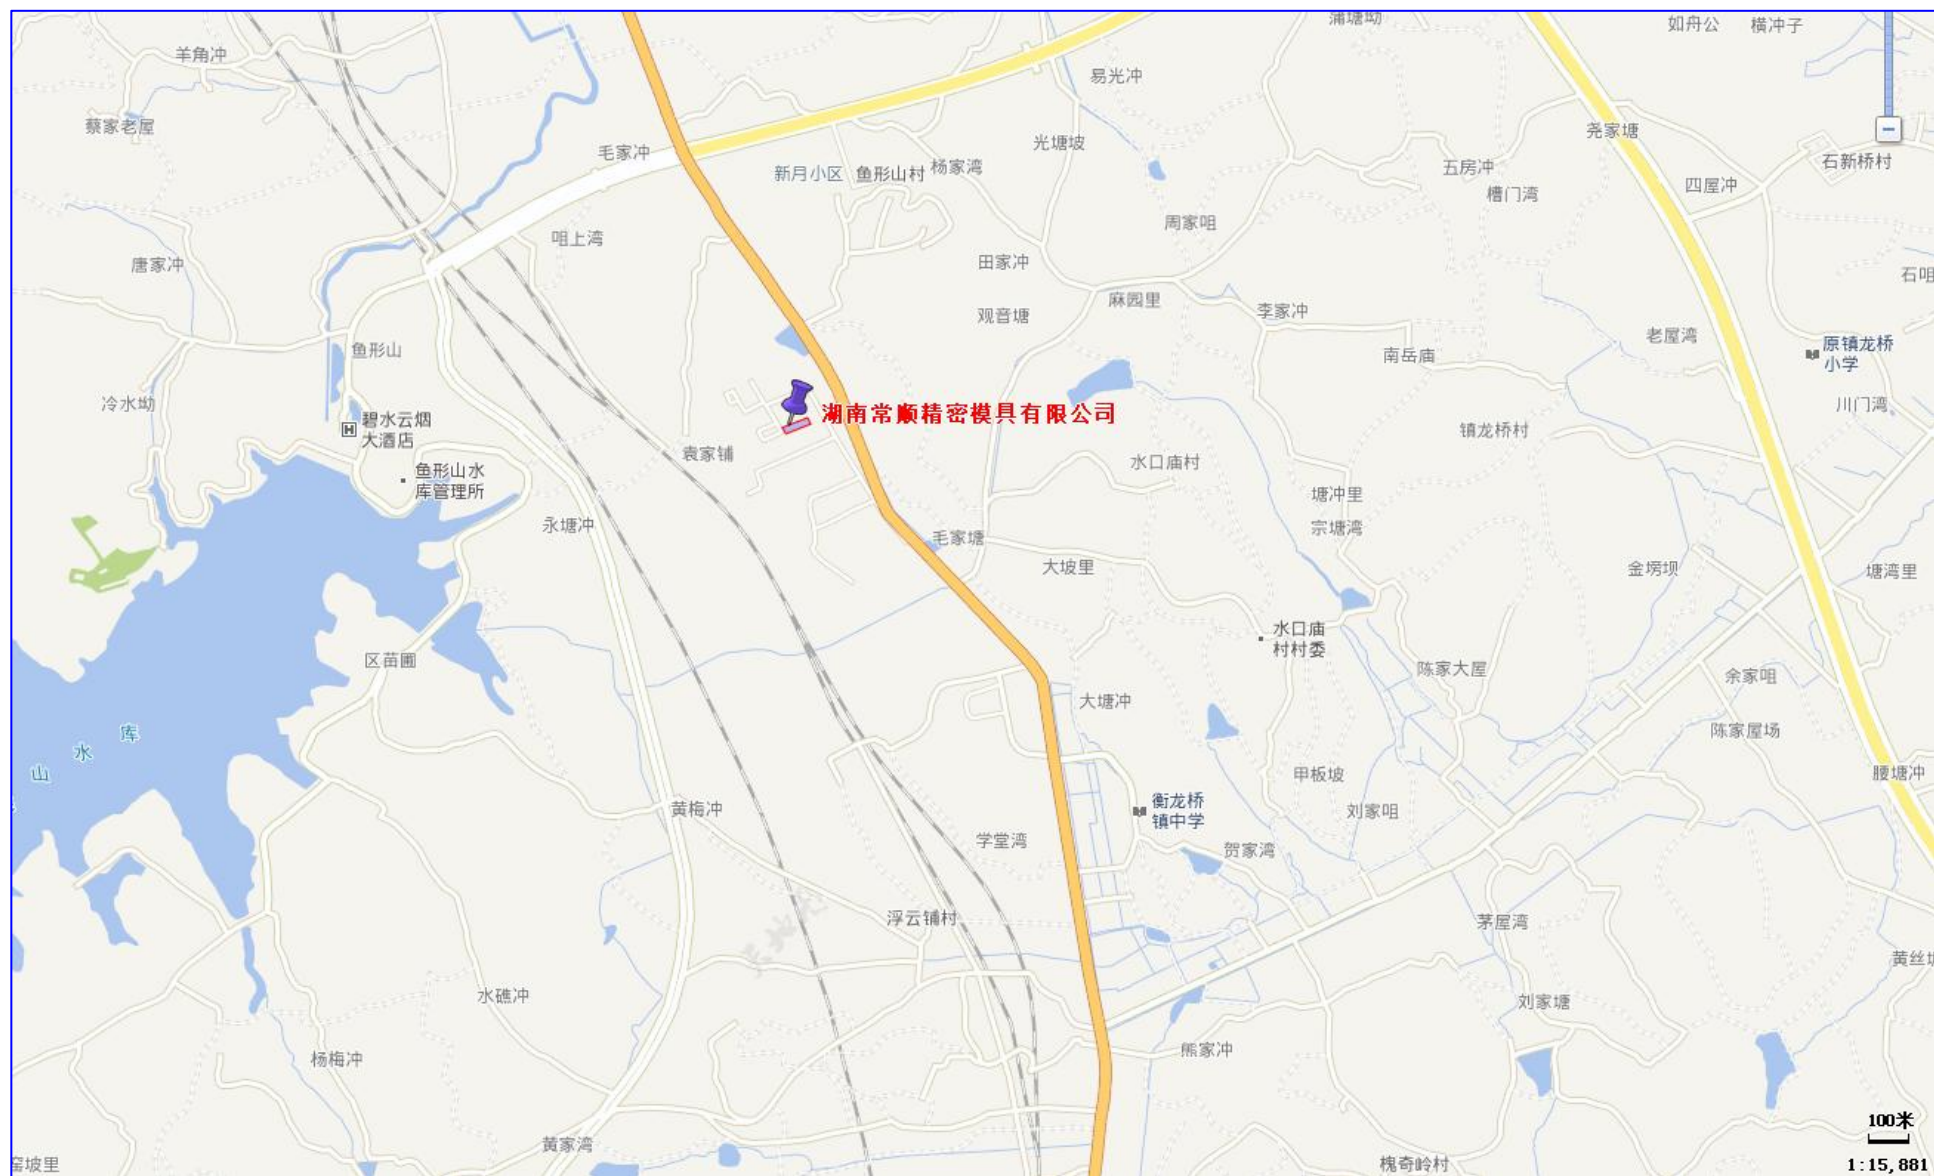 蒲塘坳
如舟公
横冲子
羊角冲
易光冲
蔡家老屋
尧家塘
光塘坡
毛家冲
石新桥村
新月小区
鱼形山村
杨家湾
五房冲
四屋冲
槽门湾
周家咀
咀上湾
唐家冲
田家冲
石咀
麻园里
李家冲
观音塘
老屋湾
鱼形山
南岳庙
原镇龙桥
小学
冷水坳
川门湾
湖南常顺精密模具有限公司
碧水云烟
大酒店
镇龙桥村
袁家铺
水口庙村
鱼形山水
库管理所
塘冲里
永塘冲
宗塘湾
毛家塘
大坡里
金塝坝
塘湾里
水口庙
村村委
区苗圃
陈家大屋
余家咀
大塘冲
库
水
山
陈家屋场
甲板坡
腰塘冲
衡龙桥
镇中学
黄梅冲
刘家咀
学堂湾
贺家湾
浮云铺村
茅屋湾
黄丝
水礁冲
刘家塘
熊家冲
杨梅冲
100米
黄家湾
窑坡里
槐奇岭村
1:15,881